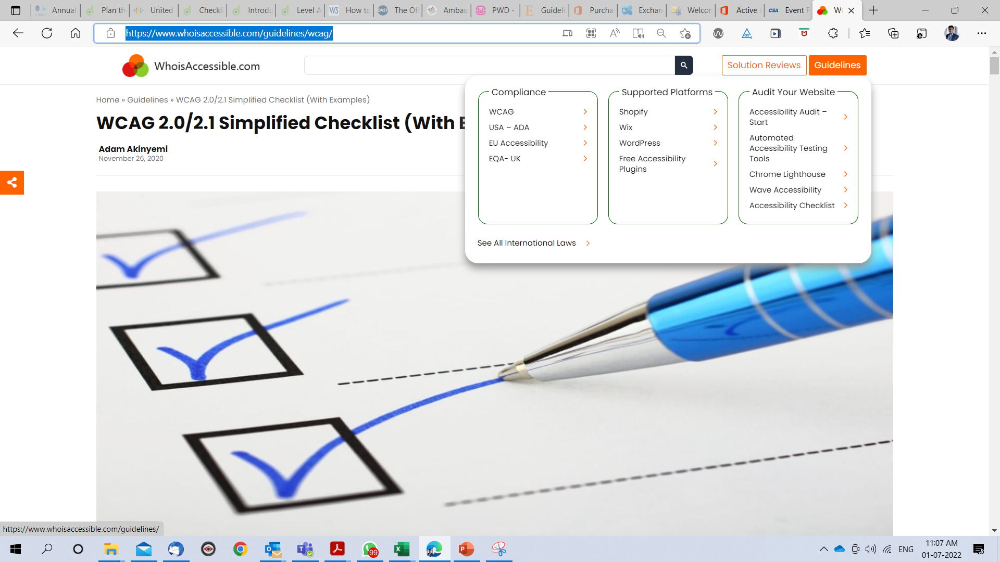 Annual
Plan th
United
Checkli
Introdu
Level A
How to
The Off
Ambas
PWD -
Guideli
Purcha
Exchan
Welcom
Active
Event P
https://www.whoisaccessible.com/guidelines/wcag/
WhoisAccessible.com
Solution Reviews
Guidelines
Home » Guidelines » WCAG 2.0/2.1 Simplified Checklist (With Examples)
WCAG 2.0/2.1 Simplified Checklist (With E
Adam Akinyemi
November 26, 2020
Compliance
WCAG
USA – ADA
EU Accessibility
EQA- UK
Supported Platforms
Shopify
Wix
WordPress
Free Accessibility
Plugins
Audit Your Website
Accessibility Audit –
Start
Automated
Accessibility Testing
Tools
Chrome Lighthouse
Wave Accessibility
Accessibility Checklist
See All International Laws
https://www.whoisaccessible.com/guidelines/
99
ENG
11:07 AM
01-07-2022